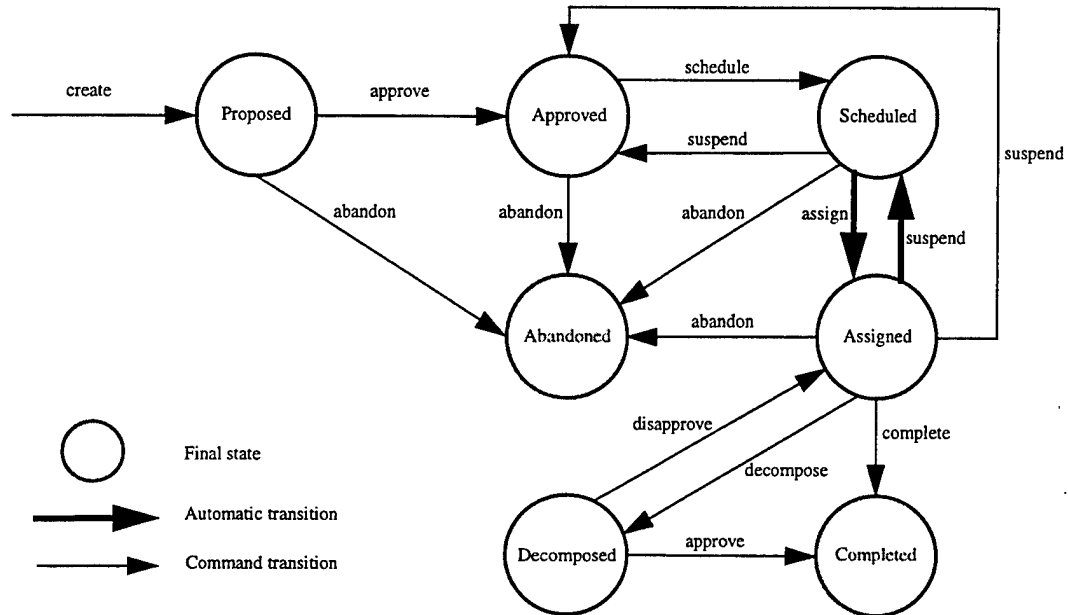 create
Proposed
approve
Approved
schedule
Scheduled
suspend
suspend
abandon
abandon
abandon
assign
suspend
Abandoned
abandon
Assigned
disapprove
decompose
complete
Final state
Automatic transition
Command transition
Decomposed
approve
Completed